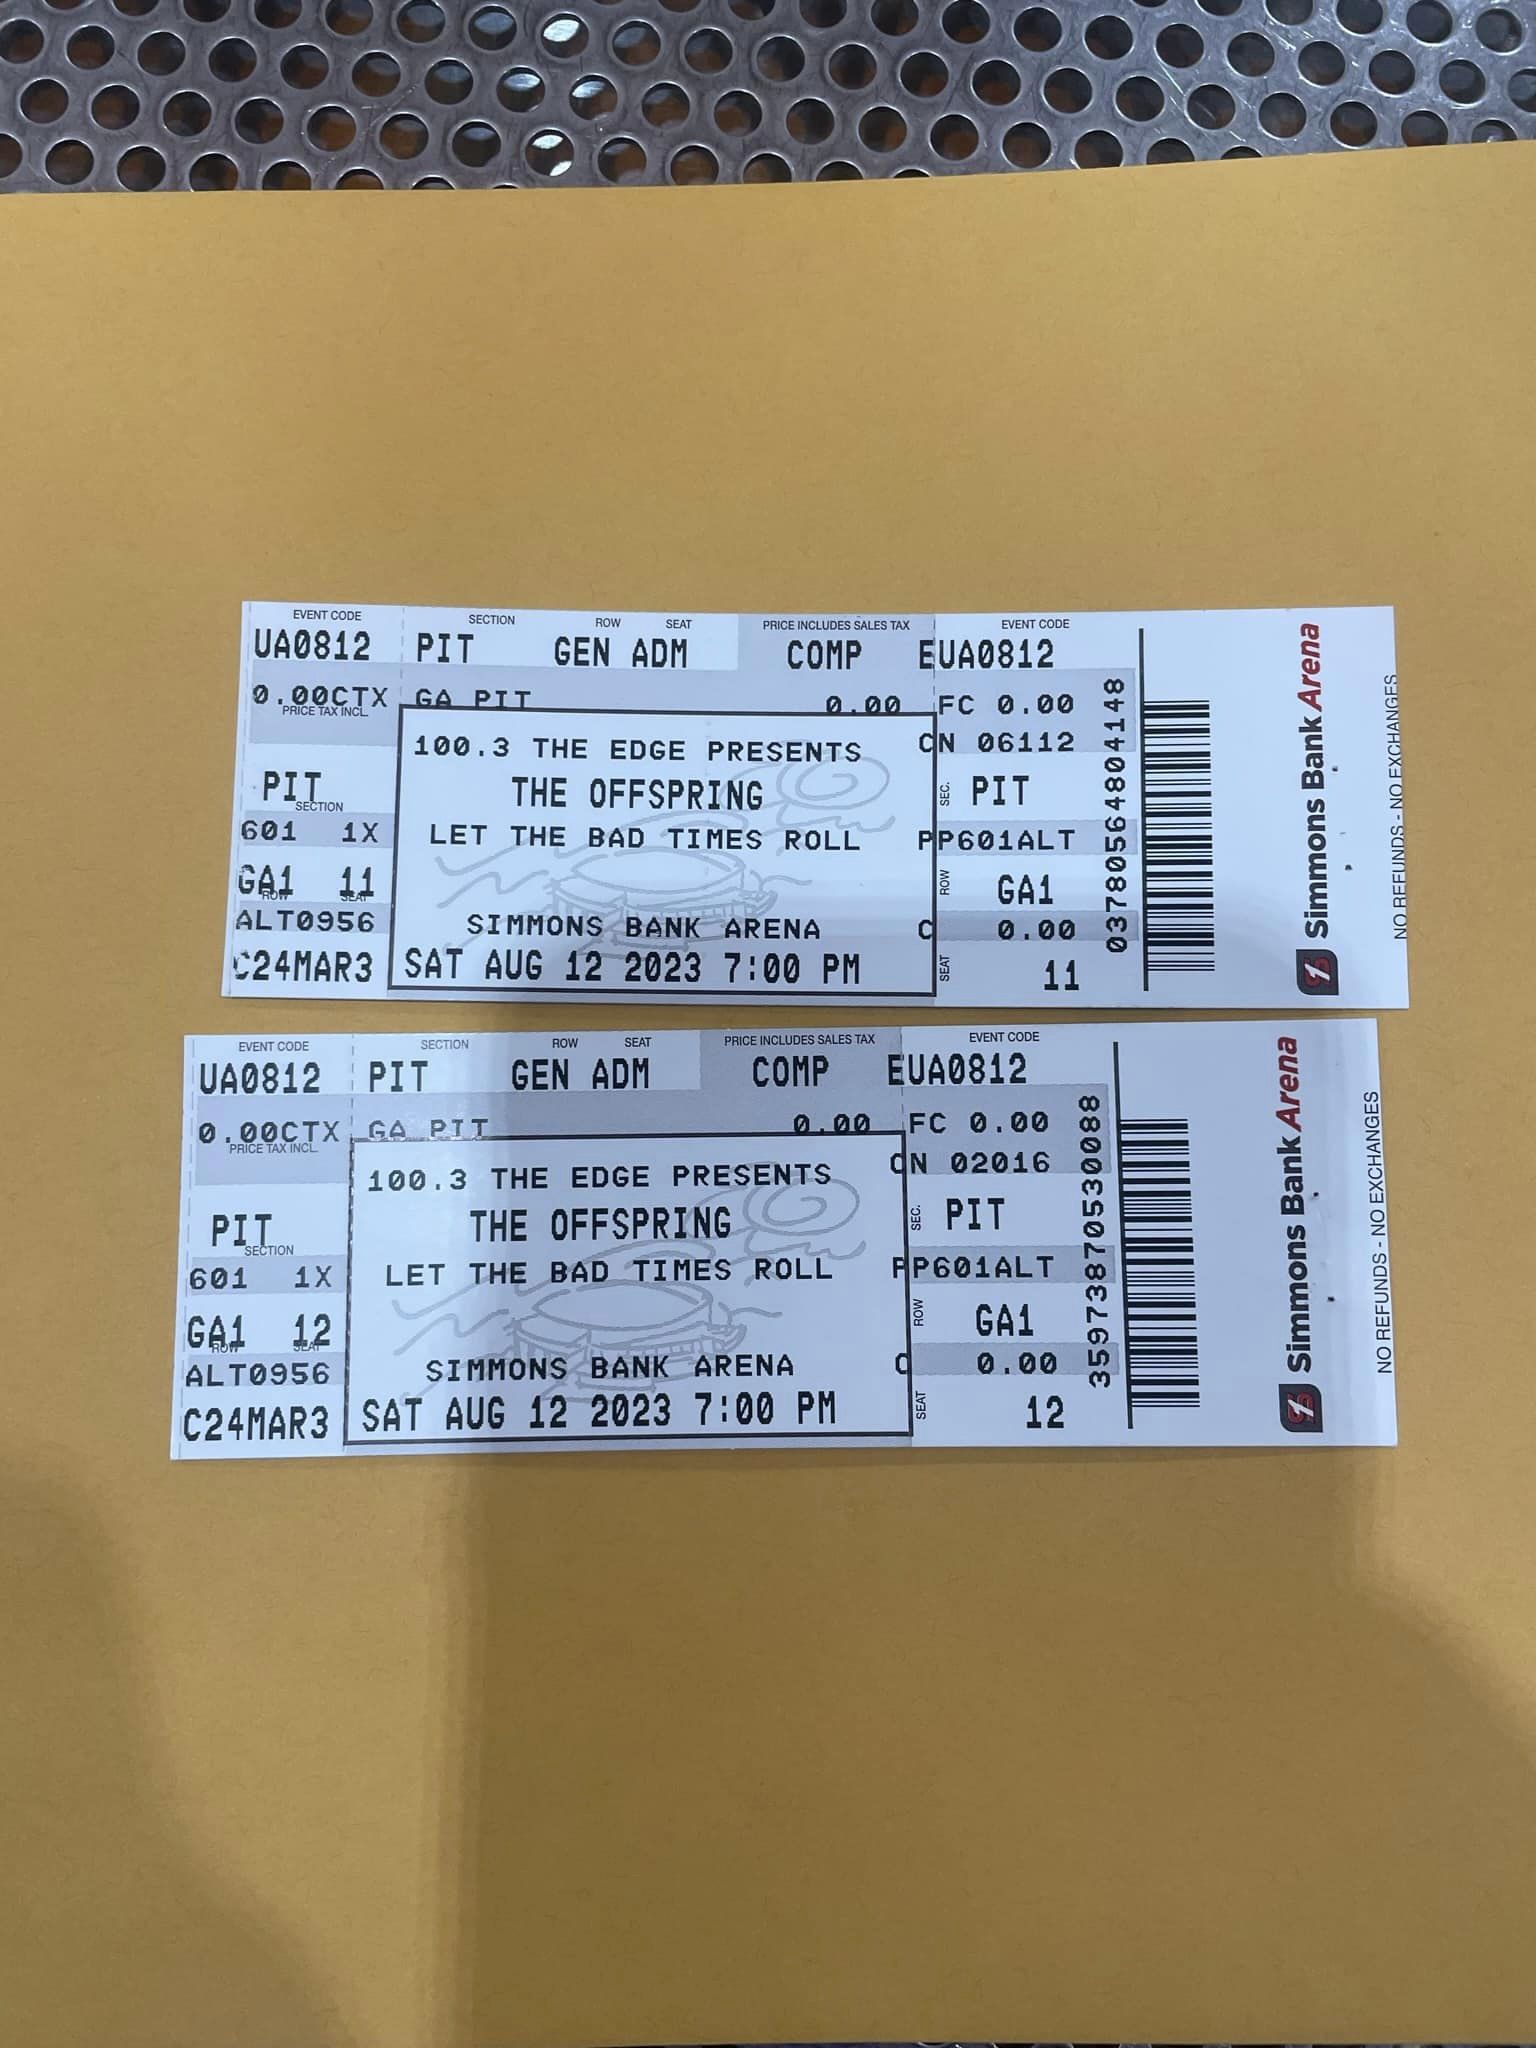 EVENT CODE SECTION ROW SEAT PRICE INCLUDES SALES TAX EVENT CODE
UA0812 PIT GEN ADM COMP EUA0812
0.00CTX GA PIT 0.00 FC 0.00
PRICE TAX INCL.
100.3 THE EDGE PRESENTS CN 06112
PIT THE OFFSPRING SEC. PIT
SECTION
601 1X LET THE BAD TIMES ROLL PP601ALT
GA1 11 ROW GA1
ROW SEAT
ALT0956 SIMMONS BANK ARENA C 0.00
C24MAR3 SAT AUG 12 2023 7:00 PM SEAT 11
03780564804148
Simmons Bank Arena
NO REFUNDS - NO EXCHANGES
EVENT CODE SECTION ROW SEAT PRICE INCLUDES SALES TAX EVENT CODE
UA0812 PIT GEN ADM COMP EUA0812
0.00CTX GA PIT 0.00 FC 0.00
PRICE TAX INCL.
100.3 THE EDGE PRESENTS CN 02016
PIT THE OFFSPRING SEC. PIT
SECTION
601 1X LET THE BAD TIMES ROLL PP601ALT
GA1 12 ROW GA1
ROW SEAT
ALT0956 SIMMONS BANK ARENA C 0.00
C24MAR3 SAT AUG 12 2023 7:00 PM SEAT 12
35973870530088
Simmons Bank Arena
NO REFUNDS - NO EXCHANGES